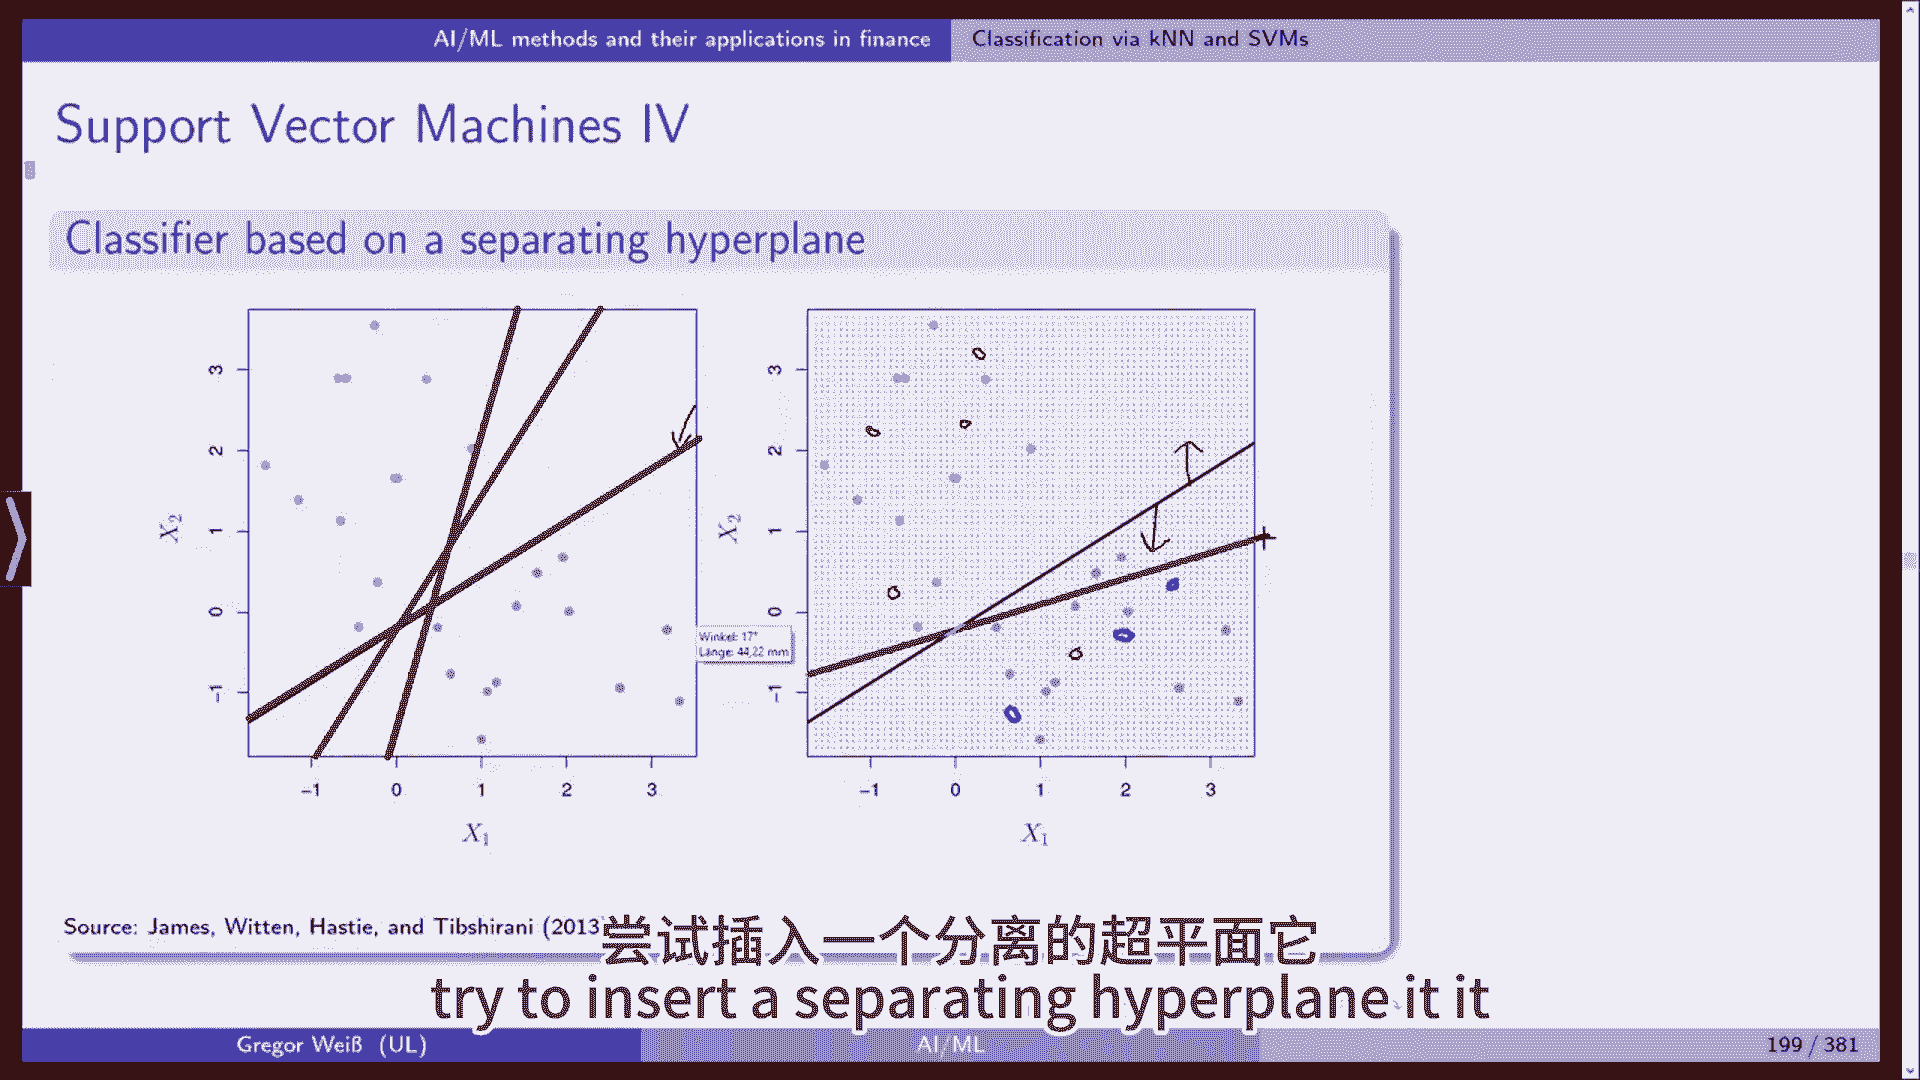 AI/ML methods and their applications in finance
Classification via kNN and SVMs
Support Vector Machines IV
Classifier based on a separating hyperplane
3
2
1
0
−1
X2
−1 0 1 2 3
X1
Winkel: 17°
Länge: 44,22 mm
3
2
1
0
−1
X2
−1 0 1 2 3
X1
Source: James, Witten, Hastie, and Tibshirani (2013
尝试插入一个分离的超平面它
try to insert a separating hyperplane it it
Gregor Weiß (UL)
AI/ML
199 / 381